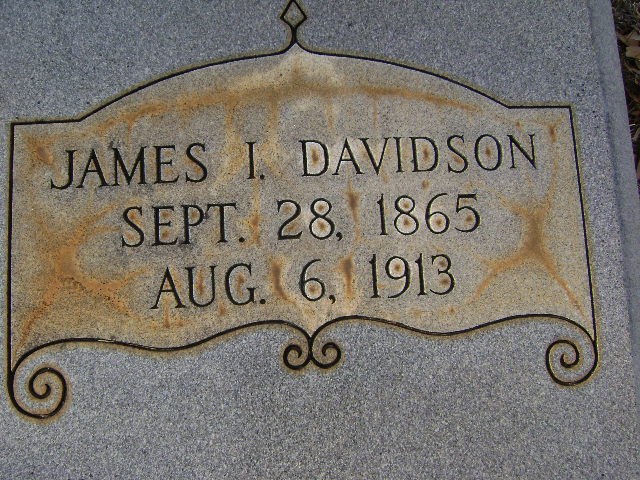 JAMES I. DAVIDSON
SEPT. 28, 1865
AUG. 6, 1913